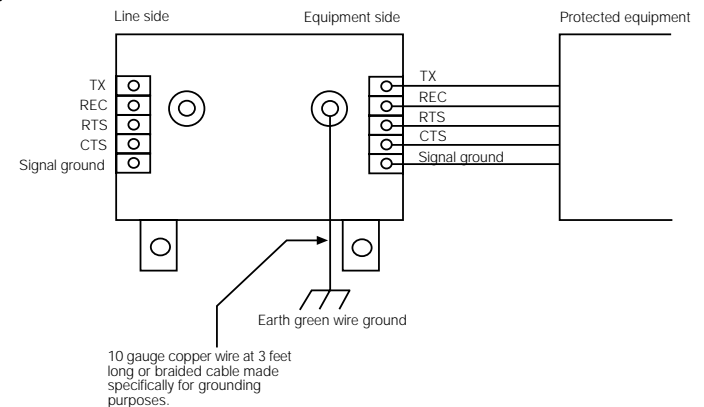 Line side
Equipment side
Protected equipment
TX
REC
RTS
CTS
Signal ground
TX
REC
RTS
CTS
Signal ground
Earth green wire ground
10 gauge copper wire at 3 feet
long or braided cable made
specifically for grounding
purposes.